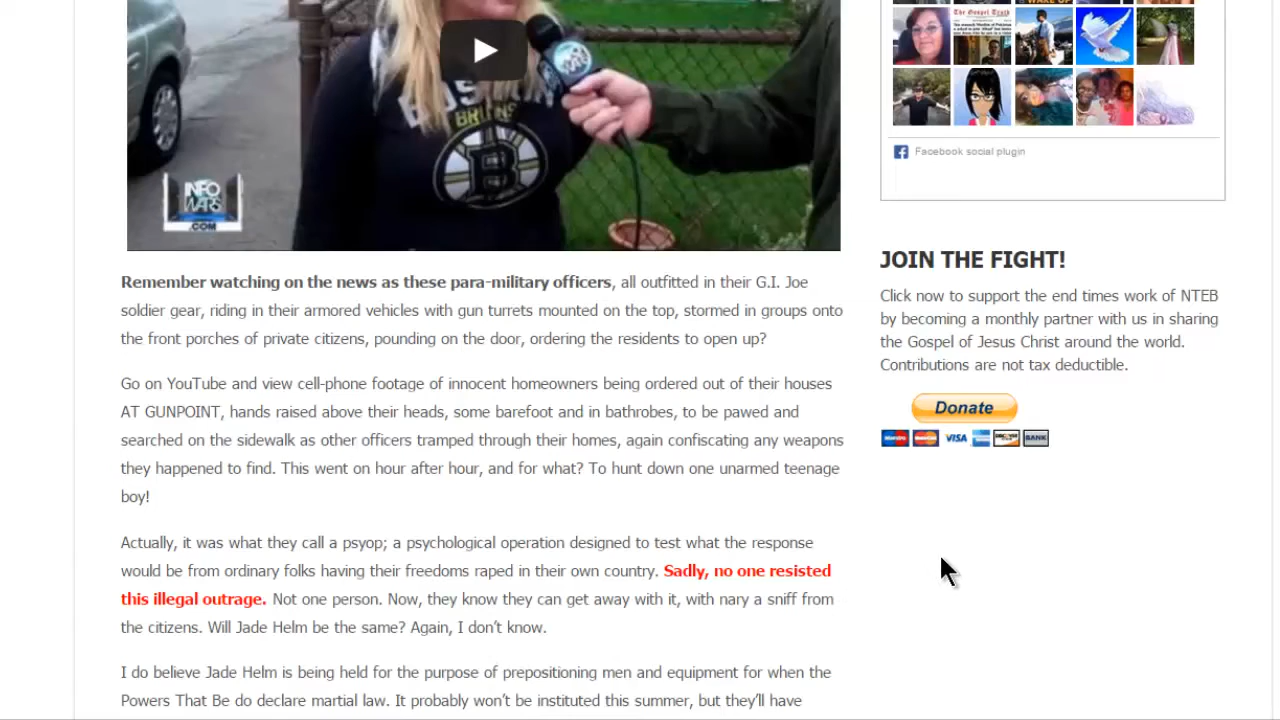 The Gospel Truth
WAKE UP
BOSTON
BRUINS
B
INFO
WARS
.COM
Facebook social plugin
Remember watching on the news as these para-military officers, all outfitted in their G.I. Joe
soldier gear, riding in their armored vehicles with gun turrets mounted on the top, stormed in groups onto
the front porches of private citizens, pounding on the door, ordering the residents to open up?
Go on YouTube and view cell-phone footage of innocent homeowners being ordered out of their houses
AT GUNPOINT, hands raised above their heads, some barefoot and in bathrobes, to be pawed and
searched on the sidewalk as other officers tramped through their homes, again confiscating any weapons
they happened to find. This went on hour after hour, and for what? To hunt down one unarmed teenage
boy!
Actually, it was what they call a psyop; a psychological operation designed to test what the response
would be from ordinary folks having their freedoms raped in their own country. Sadly, no one resisted
this illegal outrage. Not one person. Now, they know they can get away with it, with nary a sniff from
the citizens. Will Jade Helm be the same? Again, I don't know.
I do believe Jade Helm is being held for the purpose of prepositioning men and equipment for when the
Powers That Be do declare martial law. It probably won't be instituted this summer, but they'll have
JOIN THE FIGHT!
Click now to support the end times work of NTEB
by becoming a monthly partner with us in sharing
the Gospel of Jesus Christ around the world.
Contributions are not tax deductible.
Donate
VISA
BANK